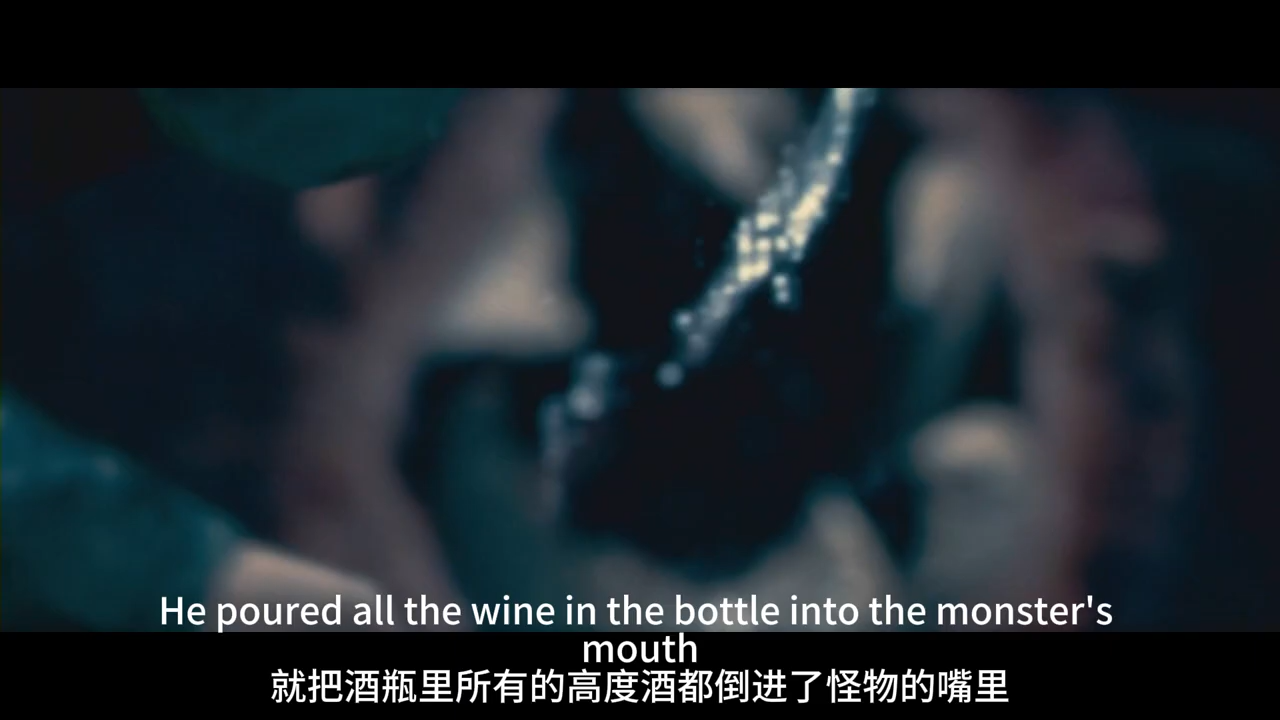 He poured all the wine in the bottle into the monster's
mouth
就把酒瓶里所有的高度酒都倒进了怪物的嘴里